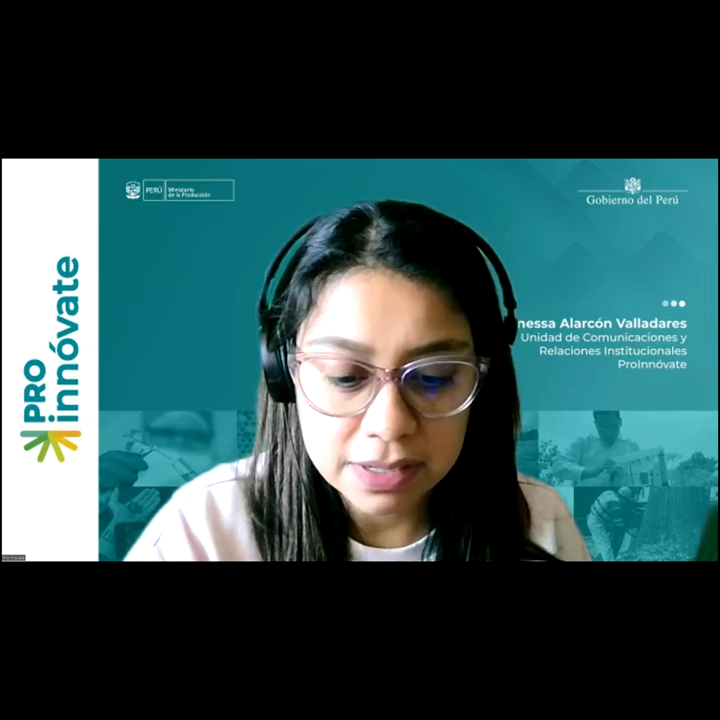 PRO
innóvate
PERÚ
Ministerio
de la Producción
Gobierno del Perú
nessa Alarcón Valladares
Unidad de Comunicaciones y
Relaciones Institucionales
ProInnóvate